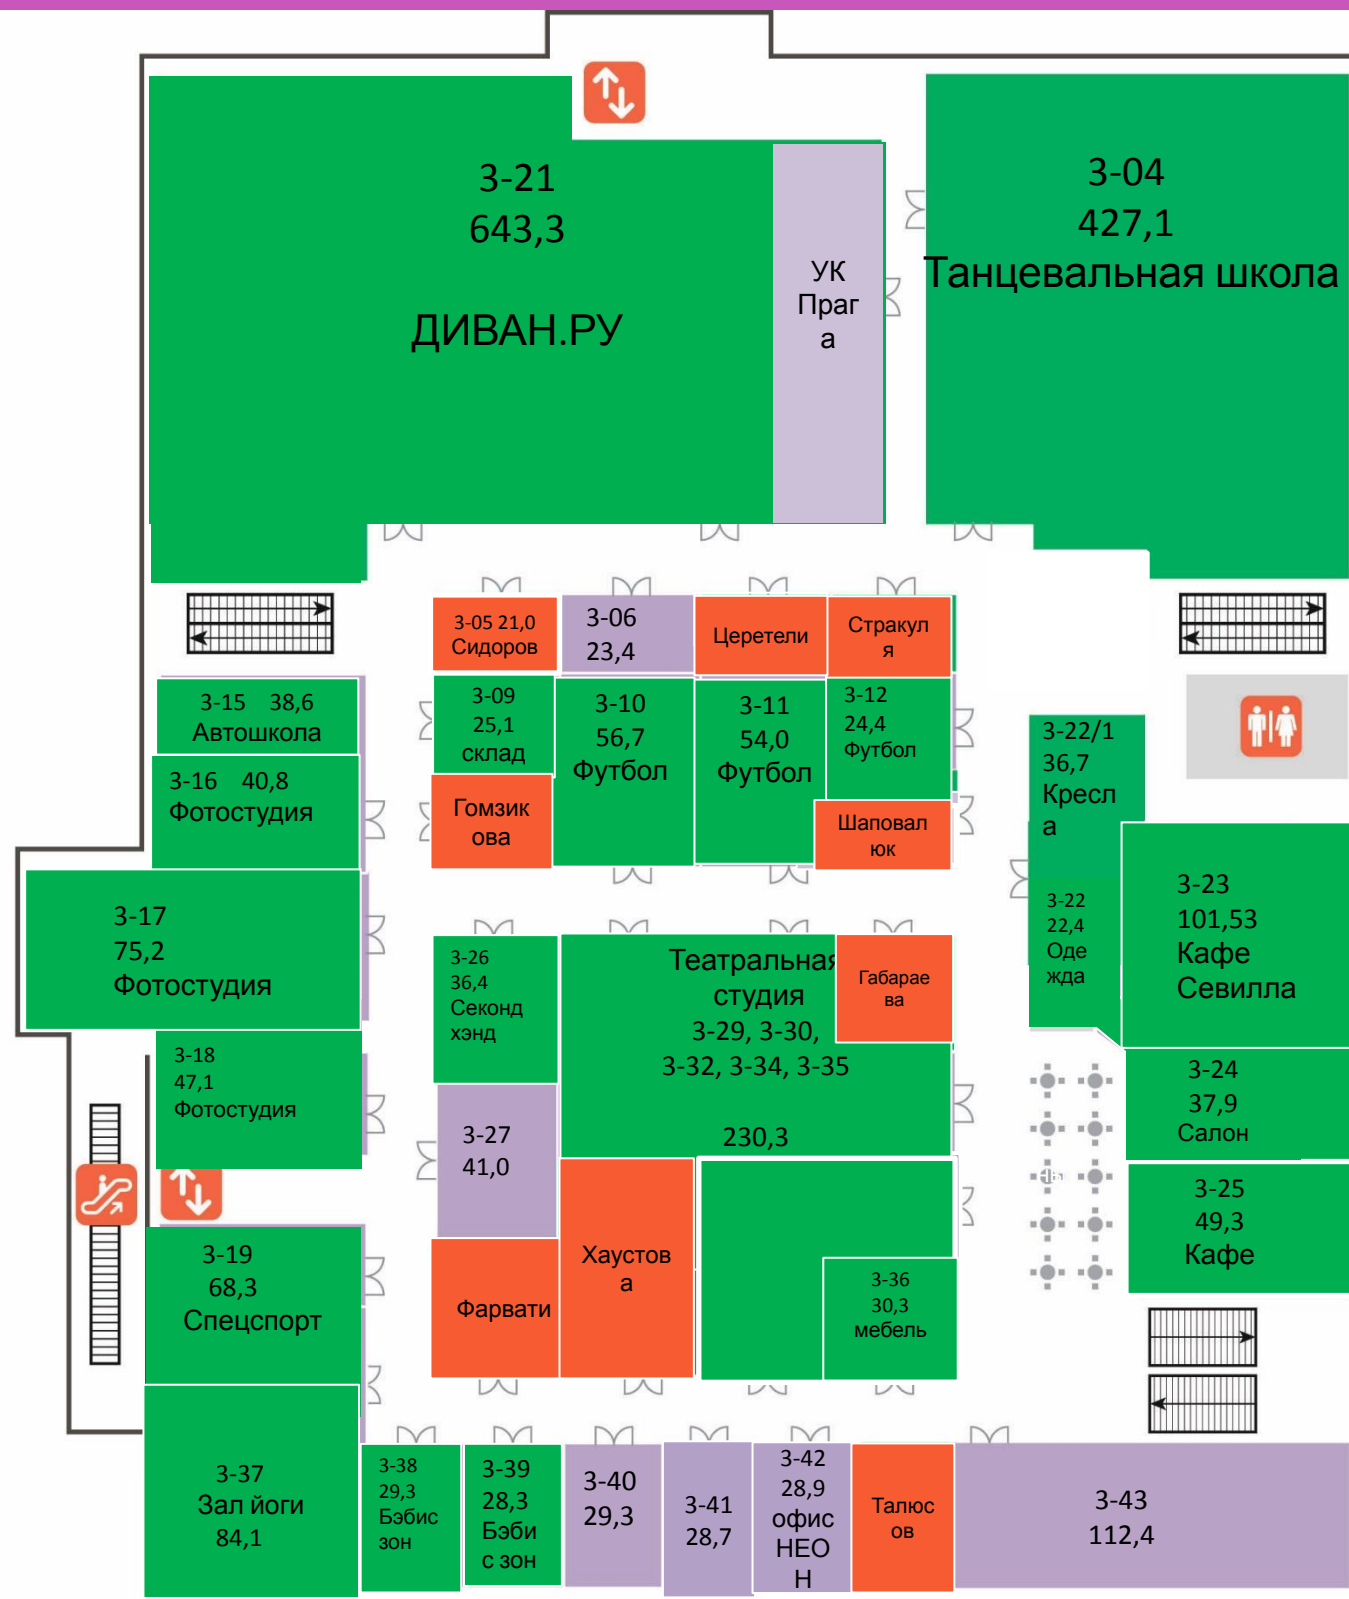 3-21
643,3
ДИВАН.РУ
УК
Праг
а
3-04
427,1
Танцевальная школа
3-05 21,0
Сидоров
3-06
23,4
Церетели
Стракул
я
3-15 38,6
Автошкола
3-16 40,8
Фотостудия
3-09
25,1
склад
3-10
56,7
Футбол
3-11
54,0
Футбол
3-12
24,4
Футбол
Гомзик
ова
Шаповал
юк
3-22/1
36,7
Кресл
а
3-22
22,4
Оде
жда
3-23
101,53
Кафе
Севилла
3-17
75,2
Фотостудия
3-18
47,1
Фотостудия
3-26
36,4
Секонд
хэнд
Театральная
студия
3-29, 3-30,
3-32, 3-34, 3-35
230,3
Габарае
ва
3-24
37,9
Салон
3-27
41,0
3-25
49,3
Кафе
3-19
68,3
Спецспорт
Фарвати
Хаустов
а
3-36
30,3
мебель
3-37
Зал йоги
84,1
3-38
29,3
Бэбис
зон
3-39
28,3
Бэби
с зон
3-40
29,3
3-41
28,7
3-42
28,9
офис
НЕО
Н
Талюс
ов
3-43
112,4